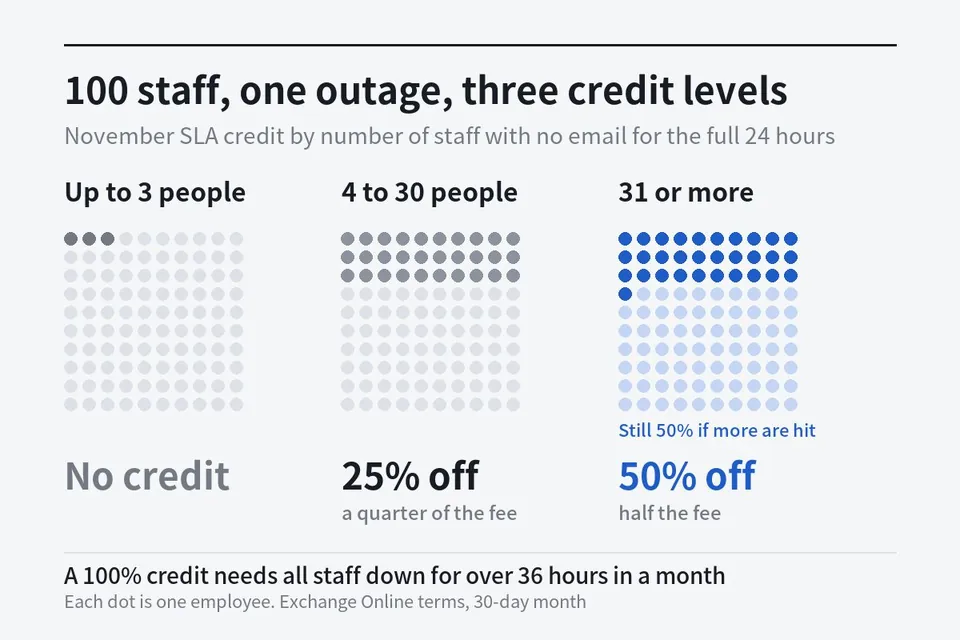 100 staff, one outage, three credit levels
November SLA credit by number of staff with no email for the full 24 hours
Up to 3 people
4 to 30 people
31 or more
Still 50% if more are hit
No credit
25% off
50% off
a quarter of the fee
half the fee
A 100% credit needs all staff down for over 36 hours in a month
Each dot is one employee. Exchange Online terms, 30-day month